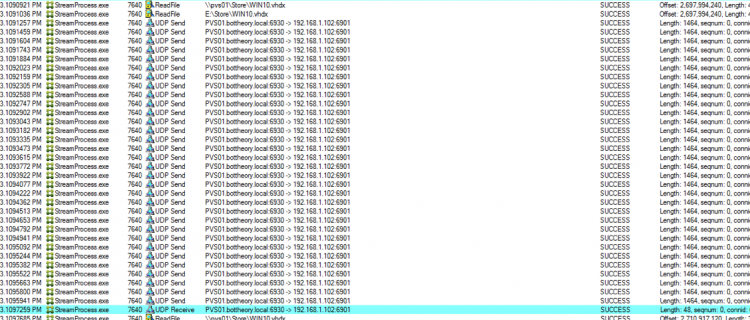 3.1090921 PM StreamProcess.exe 7640 ReadFile \\pvs01\Store\WIN10.vhdx SUCCESS Offset: 2,697,994,240, Length:
3.1091036 PM StreamProcess.exe 7640 ReadFile E:\Store\WIN10.vhdx SUCCESS Offset: 2,697,994,240, Length:
3.1091257 PM StreamProcess.exe 7640 UDP Send PVS01.bottheory.local:6930 -> 192.168.1.102:6901 SUCCESS Length: 1464, seqnum: 0, conni
3.1091459 PM StreamProcess.exe 7640 UDP Send PVS01.bottheory.local:6930 -> 192.168.1.102:6901 SUCCESS Length: 1464, seqnum: 0, conni
3.1091604 PM StreamProcess.exe 7640 UDP Send PVS01.bottheory.local:6930 -> 192.168.1.102:6901 SUCCESS Length: 1464, seqnum: 0, conni
3.1091743 PM StreamProcess.exe 7640 UDP Send PVS01.bottheory.local:6930 -> 192.168.1.102:6901 SUCCESS Length: 1464, seqnum: 0, conni
3.1091884 PM StreamProcess.exe 7640 UDP Send PVS01.bottheory.local:6930 -> 192.168.1.102:6901 SUCCESS Length: 1464, seqnum: 0, conni
3.1092023 PM StreamProcess.exe 7640 UDP Send PVS01.bottheory.local:6930 -> 192.168.1.102:6901 SUCCESS Length: 1464, seqnum: 0, conni
3.1092159 PM StreamProcess.exe 7640 UDP Send PVS01.bottheory.local:6930 -> 192.168.1.102:6901 SUCCESS Length: 1464, seqnum: 0, conni
3.1092305 PM StreamProcess.exe 7640 UDP Send PVS01.bottheory.local:6930 -> 192.168.1.102:6901 SUCCESS Length: 1464, seqnum: 0, conni
3.1092588 PM StreamProcess.exe 7640 UDP Send PVS01.bottheory.local:6930 -> 192.168.1.102:6901 SUCCESS Length: 1464, seqnum: 0, conni
3.1092747 PM StreamProcess.exe 7640 UDP Send PVS01.bottheory.local:6930 -> 192.168.1.102:6901 SUCCESS Length: 1464, seqnum: 0, conni
3.1092902 PM StreamProcess.exe 7640 UDP Send PVS01.bottheory.local:6930 -> 192.168.1.102:6901 SUCCESS Length: 1464, seqnum: 0, conni
3.1093043 PM StreamProcess.exe 7640 UDP Send PVS01.bottheory.local:6930 -> 192.168.1.102:6901 SUCCESS Length: 1464, seqnum: 0, conni
3.1093182 PM StreamProcess.exe 7640 UDP Send PVS01.bottheory.local:6930 -> 192.168.1.102:6901 SUCCESS Length: 1464, seqnum: 0, conni
3.1093335 PM StreamProcess.exe 7640 UDP Send PVS01.bottheory.local:6930 -> 192.168.1.102:6901 SUCCESS Length: 1464, seqnum: 0, conni
3.1093473 PM StreamProcess.exe 7640 UDP Send PVS01.bottheory.local:6930 -> 192.168.1.102:6901 SUCCESS Length: 1464, seqnum: 0, conni
3.1093615 PM StreamProcess.exe 7640 UDP Send PVS01.bottheory.local:6930 -> 192.168.1.102:6901 SUCCESS Length: 1464, seqnum: 0, conni
3.1093772 PM StreamProcess.exe 7640 UDP Send PVS01.bottheory.local:6930 -> 192.168.1.102:6901 SUCCESS Length: 1464, seqnum: 0, conni
3.1093922 PM StreamProcess.exe 7640 UDP Send PVS01.bottheory.local:6930 -> 192.168.1.102:6901 SUCCESS Length: 1464, seqnum: 0, conni
3.1094077 PM StreamProcess.exe 7640 UDP Send PVS01.bottheory.local:6930 -> 192.168.1.102:6901 SUCCESS Length: 1464, seqnum: 0, conni
3.1094222 PM StreamProcess.exe 7640 UDP Send PVS01.bottheory.local:6930 -> 192.168.1.102:6901 SUCCESS Length: 1464, seqnum: 0, conni
3.1094362 PM StreamProcess.exe 7640 UDP Send PVS01.bottheory.local:6930 -> 192.168.1.102:6901 SUCCESS Length: 1464, seqnum: 0, conni
3.1094513 PM StreamProcess.exe 7640 UDP Send PVS01.bottheory.local:6930 -> 192.168.1.102:6901 SUCCESS Length: 1464, seqnum: 0, conni
3.1094653 PM StreamProcess.exe 7640 UDP Send PVS01.bottheory.local:6930 -> 192.168.1.102:6901 SUCCESS Length: 1464, seqnum: 0, conni
3.1094792 PM StreamProcess.exe 7640 UDP Send PVS01.bottheory.local:6930 -> 192.168.1.102:6901 SUCCESS Length: 1464, seqnum: 0, conni
3.1094941 PM StreamProcess.exe 7640 UDP Send PVS01.bottheory.local:6930 -> 192.168.1.102:6901 SUCCESS Length: 1464, seqnum: 0, conni
3.1095092 PM StreamProcess.exe 7640 UDP Send PVS01.bottheory.local:6930 -> 192.168.1.102:6901 SUCCESS Length: 1464, seqnum: 0, conni
3.1095244 PM StreamProcess.exe 7640 UDP Send PVS01.bottheory.local:6930 -> 192.168.1.102:6901 SUCCESS Length: 1464, seqnum: 0, conni
3.1095382 PM StreamProcess.exe 7640 UDP Send PVS01.bottheory.local:6930 -> 192.168.1.102:6901 SUCCESS Length: 1464, seqnum: 0, conni
3.1095522 PM StreamProcess.exe 7640 UDP Send PVS01.bottheory.local:6930 -> 192.168.1.102:6901 SUCCESS Length: 1464, seqnum: 0, conni
3.1095663 PM StreamProcess.exe 7640 UDP Send PVS01.bottheory.local:6930 -> 192.168.1.102:6901 SUCCESS Length: 1464, seqnum: 0, conni
3.1095800 PM StreamProcess.exe 7640 UDP Send PVS01.bottheory.local:6930 -> 192.168.1.102:6901 SUCCESS Length: 1464, seqnum: 0, conni
3.1095941 PM StreamProcess.exe 7640 UDP Send PVS01.bottheory.local:6930 -> 192.168.1.102:6901 SUCCESS Length: 1464, seqnum: 0, conni
3.1097259 PM StreamProcess.exe 7640 UDP Receive PVS01.bottheory.local:6930 -> 192.168.1.102:6901 SUCCESS Length: 48, seqnum: 0, connid:
3.1097685 PM StreamProcess.exe 7640 ReadFile \\pvs01\Store\WIN10.vhdx SUCCESS Offset: 2,710,917,120, Length: